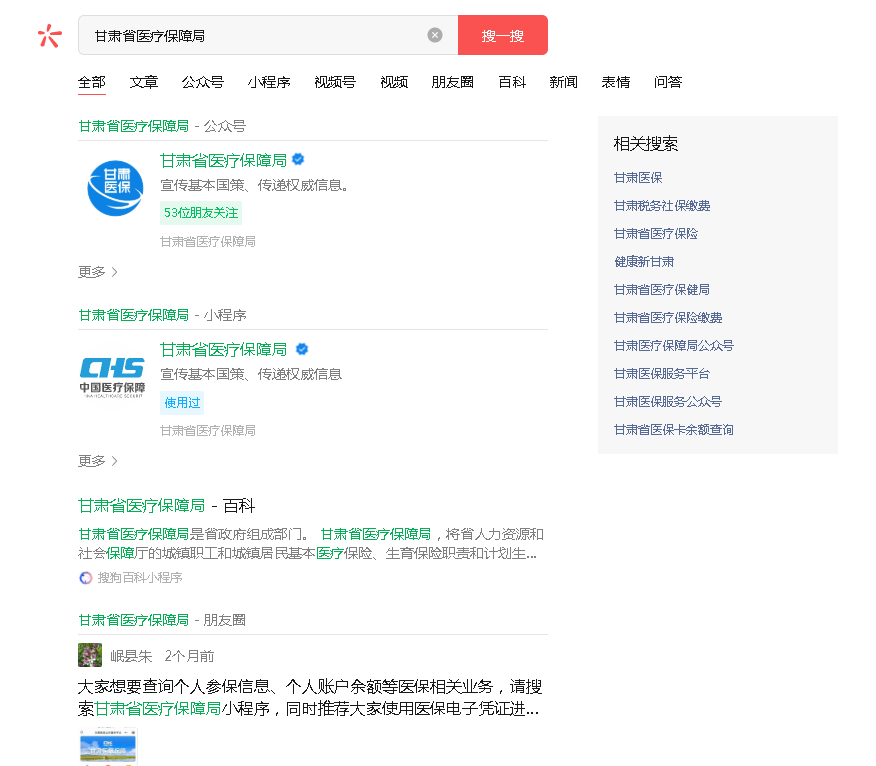 甘肃省医疗保障局
搜一搜
全部 文章 公众号 小程序 视频号 视频 朋友圈 百科 新闻 表情 问答
甘肃省医疗保障局 - 公众号
甘肃医保
甘肃省医疗保障局
宣传基本国策、传递权威信息。
53位朋友关注
甘肃省医疗保障局
更多
甘肃省医疗保障局 - 小程序
CHS
中国医疗保障
甘肃省医疗保障局
宣传基本国策、传递权威信息
使用过
甘肃省医疗保障局
更多
甘肃省医疗保障局 - 百科
甘肃省医疗保障局是省政府组成部门。 甘肃省医疗保障局，将省人力资源和
社会保障厅的城镇职工和城镇居民基本医疗保险、生育保险职责和计划生...
搜狗百科小程序
甘肃省医疗保障局 - 朋友圈
岷县朱 2个月前
大家想要查询个人参保信息、个人账户余额等医保相关业务，请搜
索甘肃省医疗保障局小程序，同时推荐大家使用医保电子凭证进...
相关搜索
甘肃医保
甘肃税务社保缴费
甘肃省医疗保险
健康新甘肃
甘肃省医疗保健局
甘肃省医疗保险缴费
甘肃医疗保障局公众号
甘肃医保服务平台
甘肃医保服务公众号
甘肃省医保卡余额查询